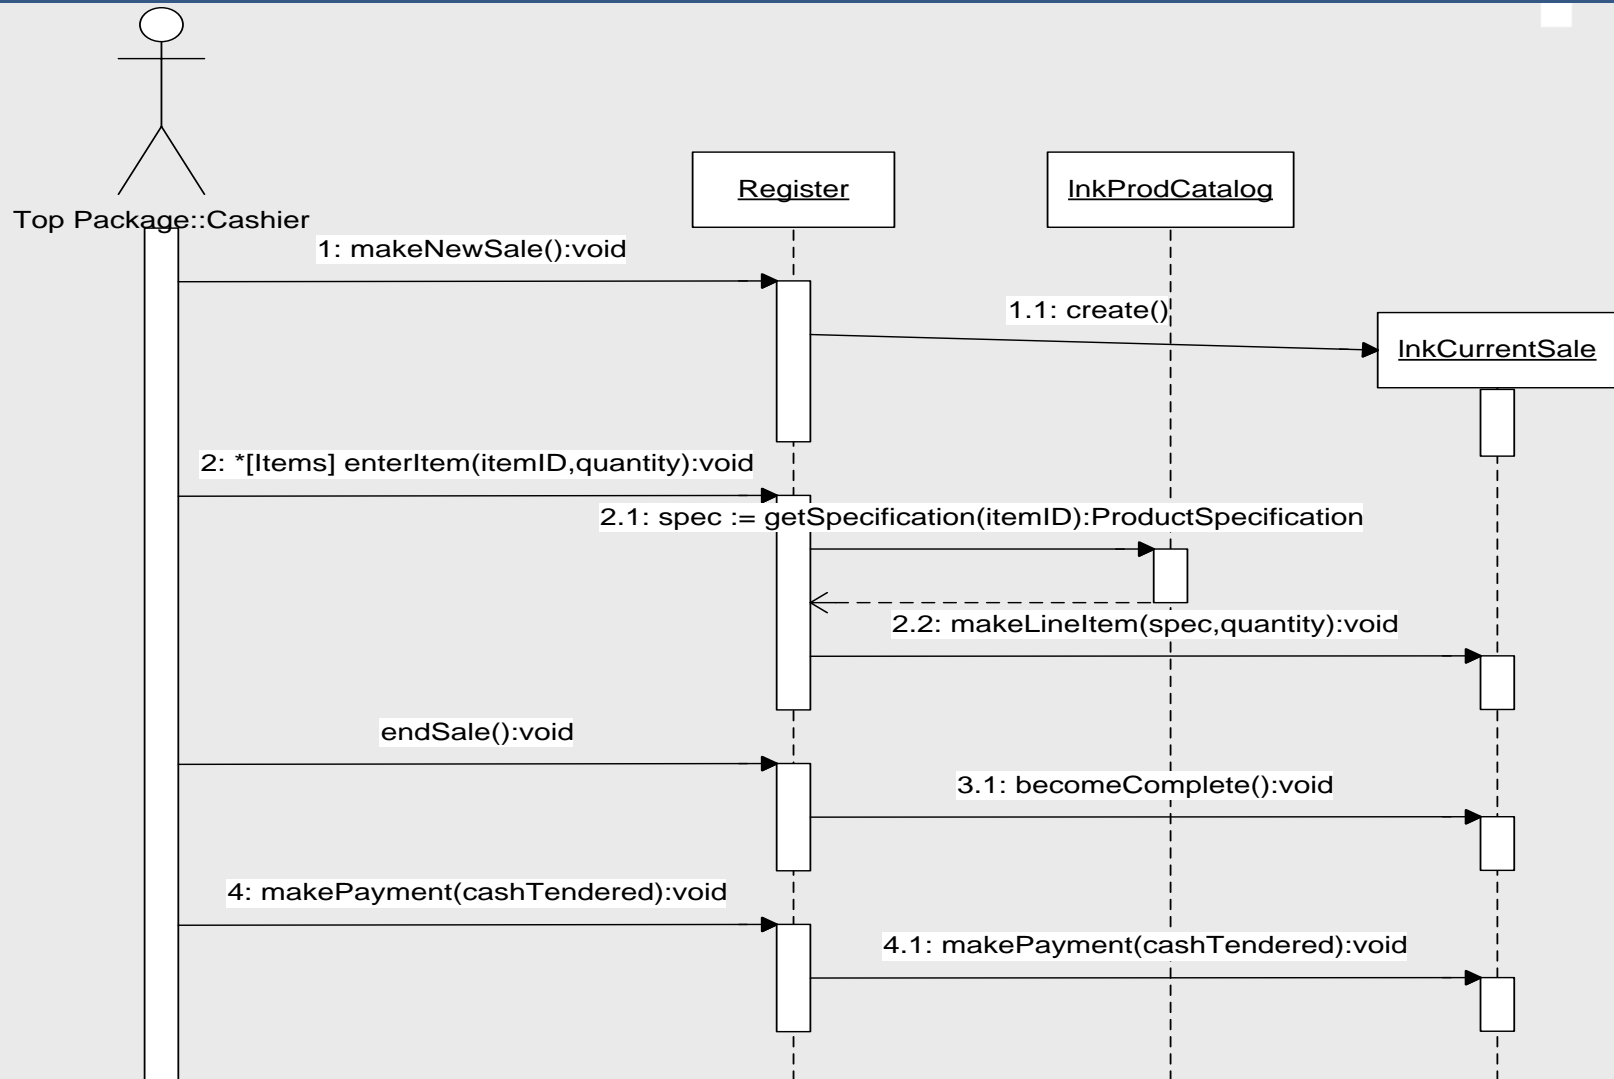 Top Package::Cashier
Register
lnkProdCatalog
1: makeNewSale():void
1.1: create()
lnkCurrentSale
2: *[Items] enterItem(itemID,quantity):void
2.1: spec := getSpecification(itemID):ProductSpecification
2.2: makeLineItem(spec,quantity):void
endSale():void
3.1: becomeComplete():void
4: makePayment(cashTendered):void
4.1: makePayment(cashTendered):void